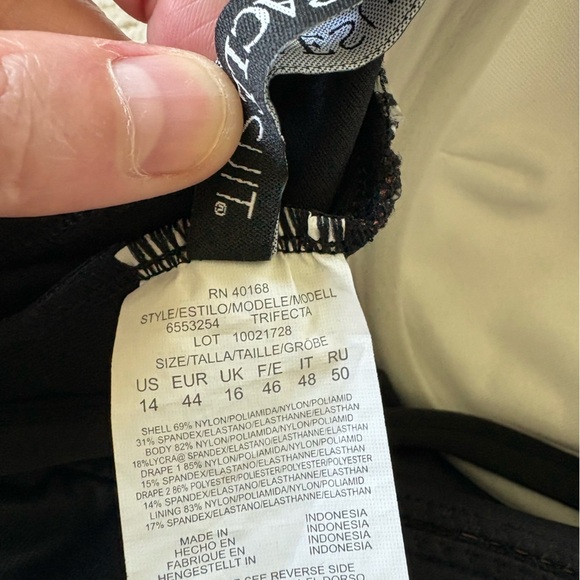 RACLESUIT®
RN 40168
STYLE/ESTILO/MODELE/MODELL
6553254 TRIFECTA
LOT 10021728
SIZE/TALLA/TAILLE/GRÖBE
US EUR UK F/E IT RU
14 44 16 46 48 50
SHELL 69% NYLON/POLIAMIDA/NYLON/POLIAMID
31% SPANDEX/ELASTANO/ELASTHANNE/ELASTHAN
BODY 82% NYLON/POLIAMIDA/NYLON/POLIAMID
18%LYCRA® ELASTANO/ELASTHANNE/ELASTHAN
DRAPE 1 85% NYLON/POLIAMIDA/NYLON/POLIAMID
15% SPANDEX/ELASTANO/ELASTHANNE/ELASTHAN
DRAPE 2 86% POLYESTER/POLIESTER/POLYESTER/POLYESTER
14% SPANDEX/ELASTANO/ELASTHANNE/ELASTHAN
LINING 83% NYLON/POLIAMIDA/NYLON/POLIAMID
17% SPANDEX/ELASTANO/ELASTHANNE/ELASTHAN
MADE IN INDONESIA
HECHO EN INDONESIA
FABRIQUE EN INDONESIA
HERGESTELLT IN INDONESIA
SEE REVERSE SIDE